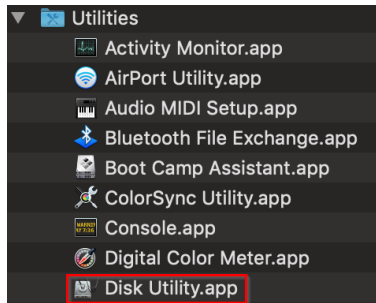 Utilities
Activity Monitor.app
AirPort Utility.app
Audio MIDI Setup.app
Bluetooth File Exchange.app
Boot Camp Assistant.app
ColorSync Utility.app
Console.app
Digital Color Meter.app
Disk Utility.app